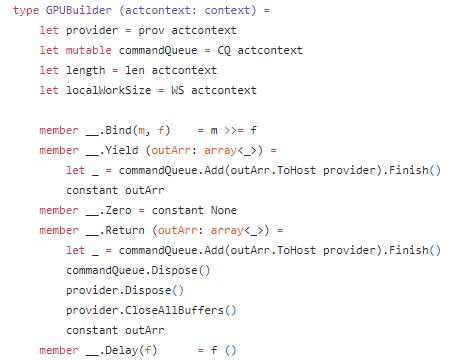 type GPUBuilder (actcontext: context) =
    let provider = prov actcontext
    let mutable commandQueue = CQ actcontext
    let length = len actcontext
    let localWorkSize = WS actcontext

    member __.Bind(m, f)    = m >>= f
    member __.Yield (outArr: array<_>) =
        let _ = commandQueue.Add(outArr.ToHost provider).Finish()
        constant outArr
    member __.Zero = constant None
    member __.Return (outArr: array<_>) =
        let _ = commandQueue.Add(outArr.ToHost provider).Finish()
        commandQueue.Dispose()
        provider.Dispose()
        provider.CloseAllBuffers()
        constant outArr
    member __.Delay(f)      = f ()